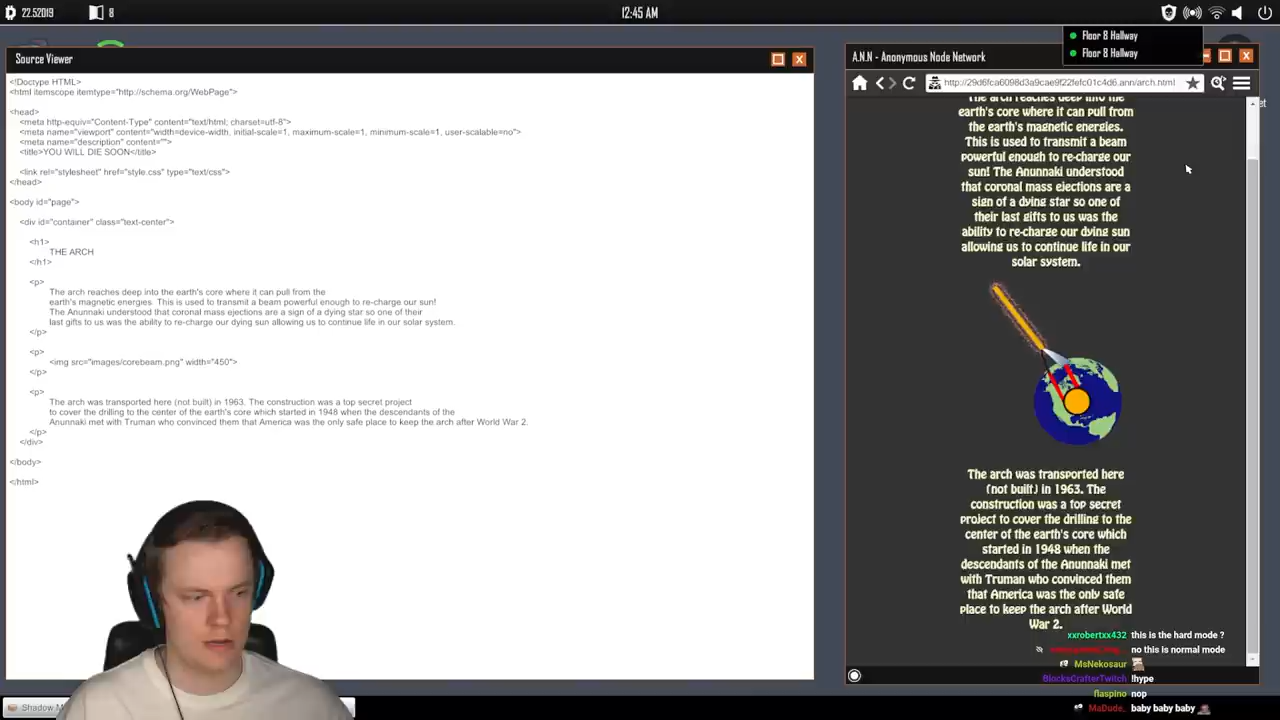 22.52019
8
12:45 AM
Floor 8 Hallway
Floor 8 Hallway
Source Viewer
<!Doctype HTML>
<html itemscope itemtype="http://schema.org/WebPage">
<head>
<meta http-equiv="Content-Type" content="text/html; charset=utf-8">
<meta name="viewport" content="width=device-width, initial-scale=1, maximum-scale=1, minimum-scale=1, user-scalable=no">
<meta name="description" content="">
<title>YOU WILL DIE SOON</title>
<link rel="stylesheet" href="style.css" type="text/css">
</head>
<body id="page">
<div id="container" class="text-center">
<h1>
THE ARCH
</h1>
<p>
The arch reaches deep into the earth's core where it can pull from the
earth's magnetic energies. This is used to transmit a beam powerful enough to re-charge our sun!
The Anunnaki understood that coronal mass ejections are a sign of a dying star so one of their
last gifts to us was the ability to re-charge our dying sun allowing us to continue life in our solar system.
</p>
<p>
<img src="images/corebeam.png" width="450">
</p>
<p>
The arch was transported here (not built) in 1963. The construction was a top secret project
to cover the drilling to the center of the earth's core which started in 1948 when the descendants of the
Anunnaki met with Truman who convinced them that America was the only safe place to keep the arch after World War 2.
</p>
</div>
</body>
</html>
Shadow M
A.N.N - Anonymous Node Network
http://29d6fca6098d3a9cae9f22fefc01c4d6.ann/arch.html
The arch reaches deep into the
earth's core where it can pull from
the earth's magnetic energies.
This is used to transmit a beam
powerful enough to re-charge our
sun! The Anunnaki understood
that coronal mass ejections are a
sign of a dying star so one of
their last gifts to us was the
ability to re-charge our dying sun
allowing us to continue life in our
solar system.
The arch was transported here
(not built) in 1963. The
construction was a top secret
project to cover the drilling to the
center of the earth's core which
started in 1948 when the
descendants of the Anunnaki met
with Truman who convinced them
that America was the only safe
place to keep the arch after World
War 2.
xxrobertxx432 this is the hard mode ?
no this is normal mode
MsNekosaur
BlocksCrafterTwitch !hype
flaspino nop
MaDude. baby baby baby